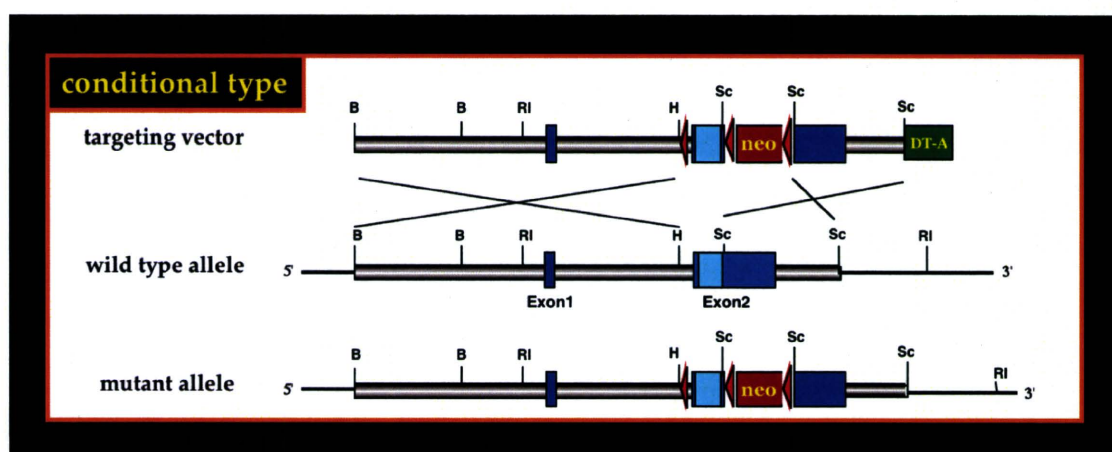 conditional type
B B RI H Sc Sc Sc
targeting vector neo DT-A
B B RI H Sc Sc RI
wild type allele 5' 3'
Exon1 Exon2
B B RI H Sc Sc Sc RI
mutant allele 5' neo 3'